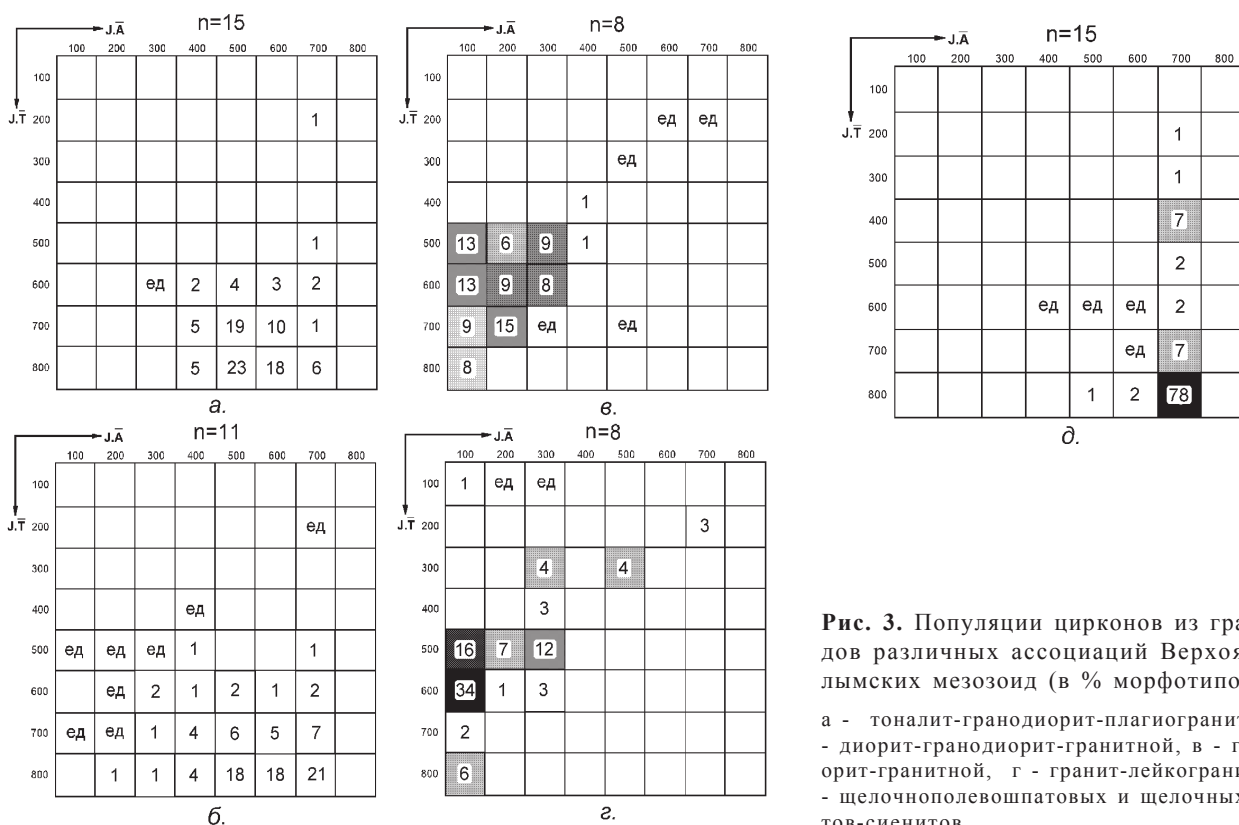 J.A n=15
100 200 300 400 500 600 700 800
100
J.T 200 1
300
400
500 1
600 ед 2 4 3 2
700 5 19 10 1
800 5 23 18 6
а.
J.A n=8
100 200 300 400 500 600 700 800
100
J.T 200 ед ед
300 ед
400 1
500 13 6 9 1
600 13 9 8
700 9 15 ед ед
800 8
в.
J.A n=15
100 200 300 400 500 600 700 800
100
J.T 200 1
300 1
400 7
500 2
600 ед ед ед 2
700 ед 7
800 1 2 78
д.
J.A n=11
100 200 300 400 500 600 700 800
100
J.T 200 ед
300
400 ед
500 ед ед ед 1 1
600 ед 2 1 2 1 2
700 ед ед 1 4 6 5 7
800 1 1 4 18 18 21
б.
J.A n=8
100 200 300 400 500 600 700 800
100 1 ед ед
J.T 200 3
300 4 4
400 3
500 16 7 12
600 34 1 3
700 2
800 6
г.
Рис. 3. Популяции цирконов из гра
дов различных ассоциаций Верхоя
лымских мезозоид (в % морфотипо
а - тоналит-гранодиорит-плагиогранит
- диорит-гранодиорит-гранитной, в - г
орит-гранитной, г - гранит-лейкограни
- щелочнополевошпатовых и щелочных
тов-сиенитов